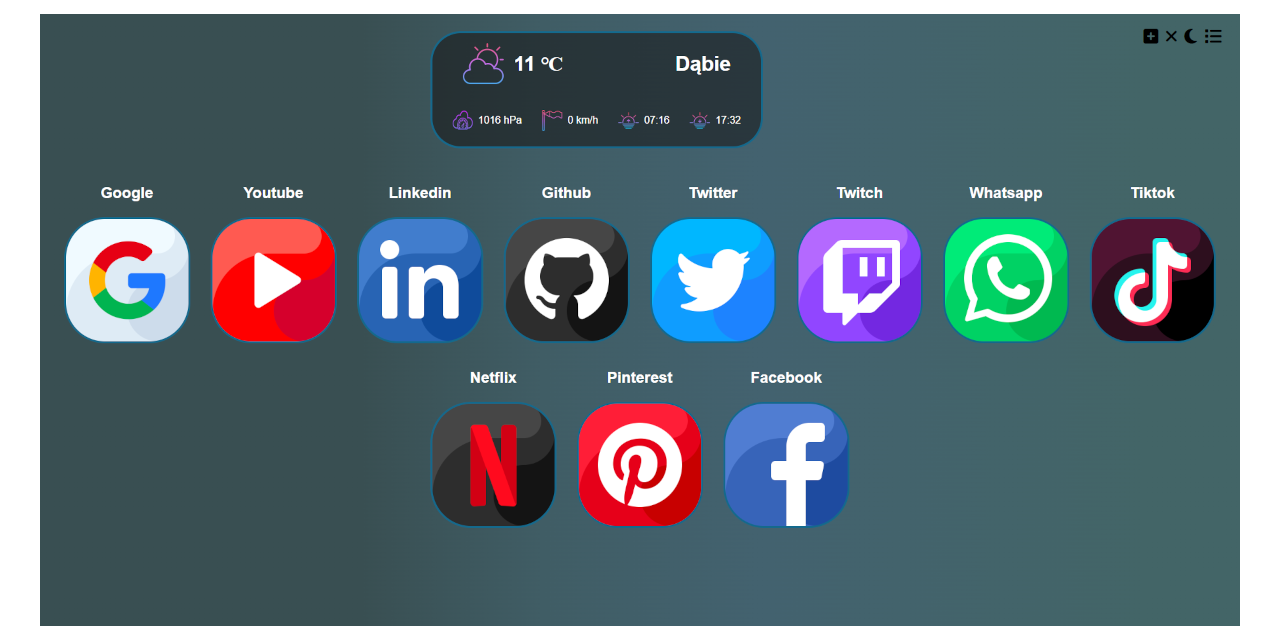 11 °C Dąbie
1016 hPa 0 km/h 07:16 17:32
Google Youtube Linkedin Github Twitter Twitch Whatsapp Tiktok
in
Netflix Pinterest Facebook